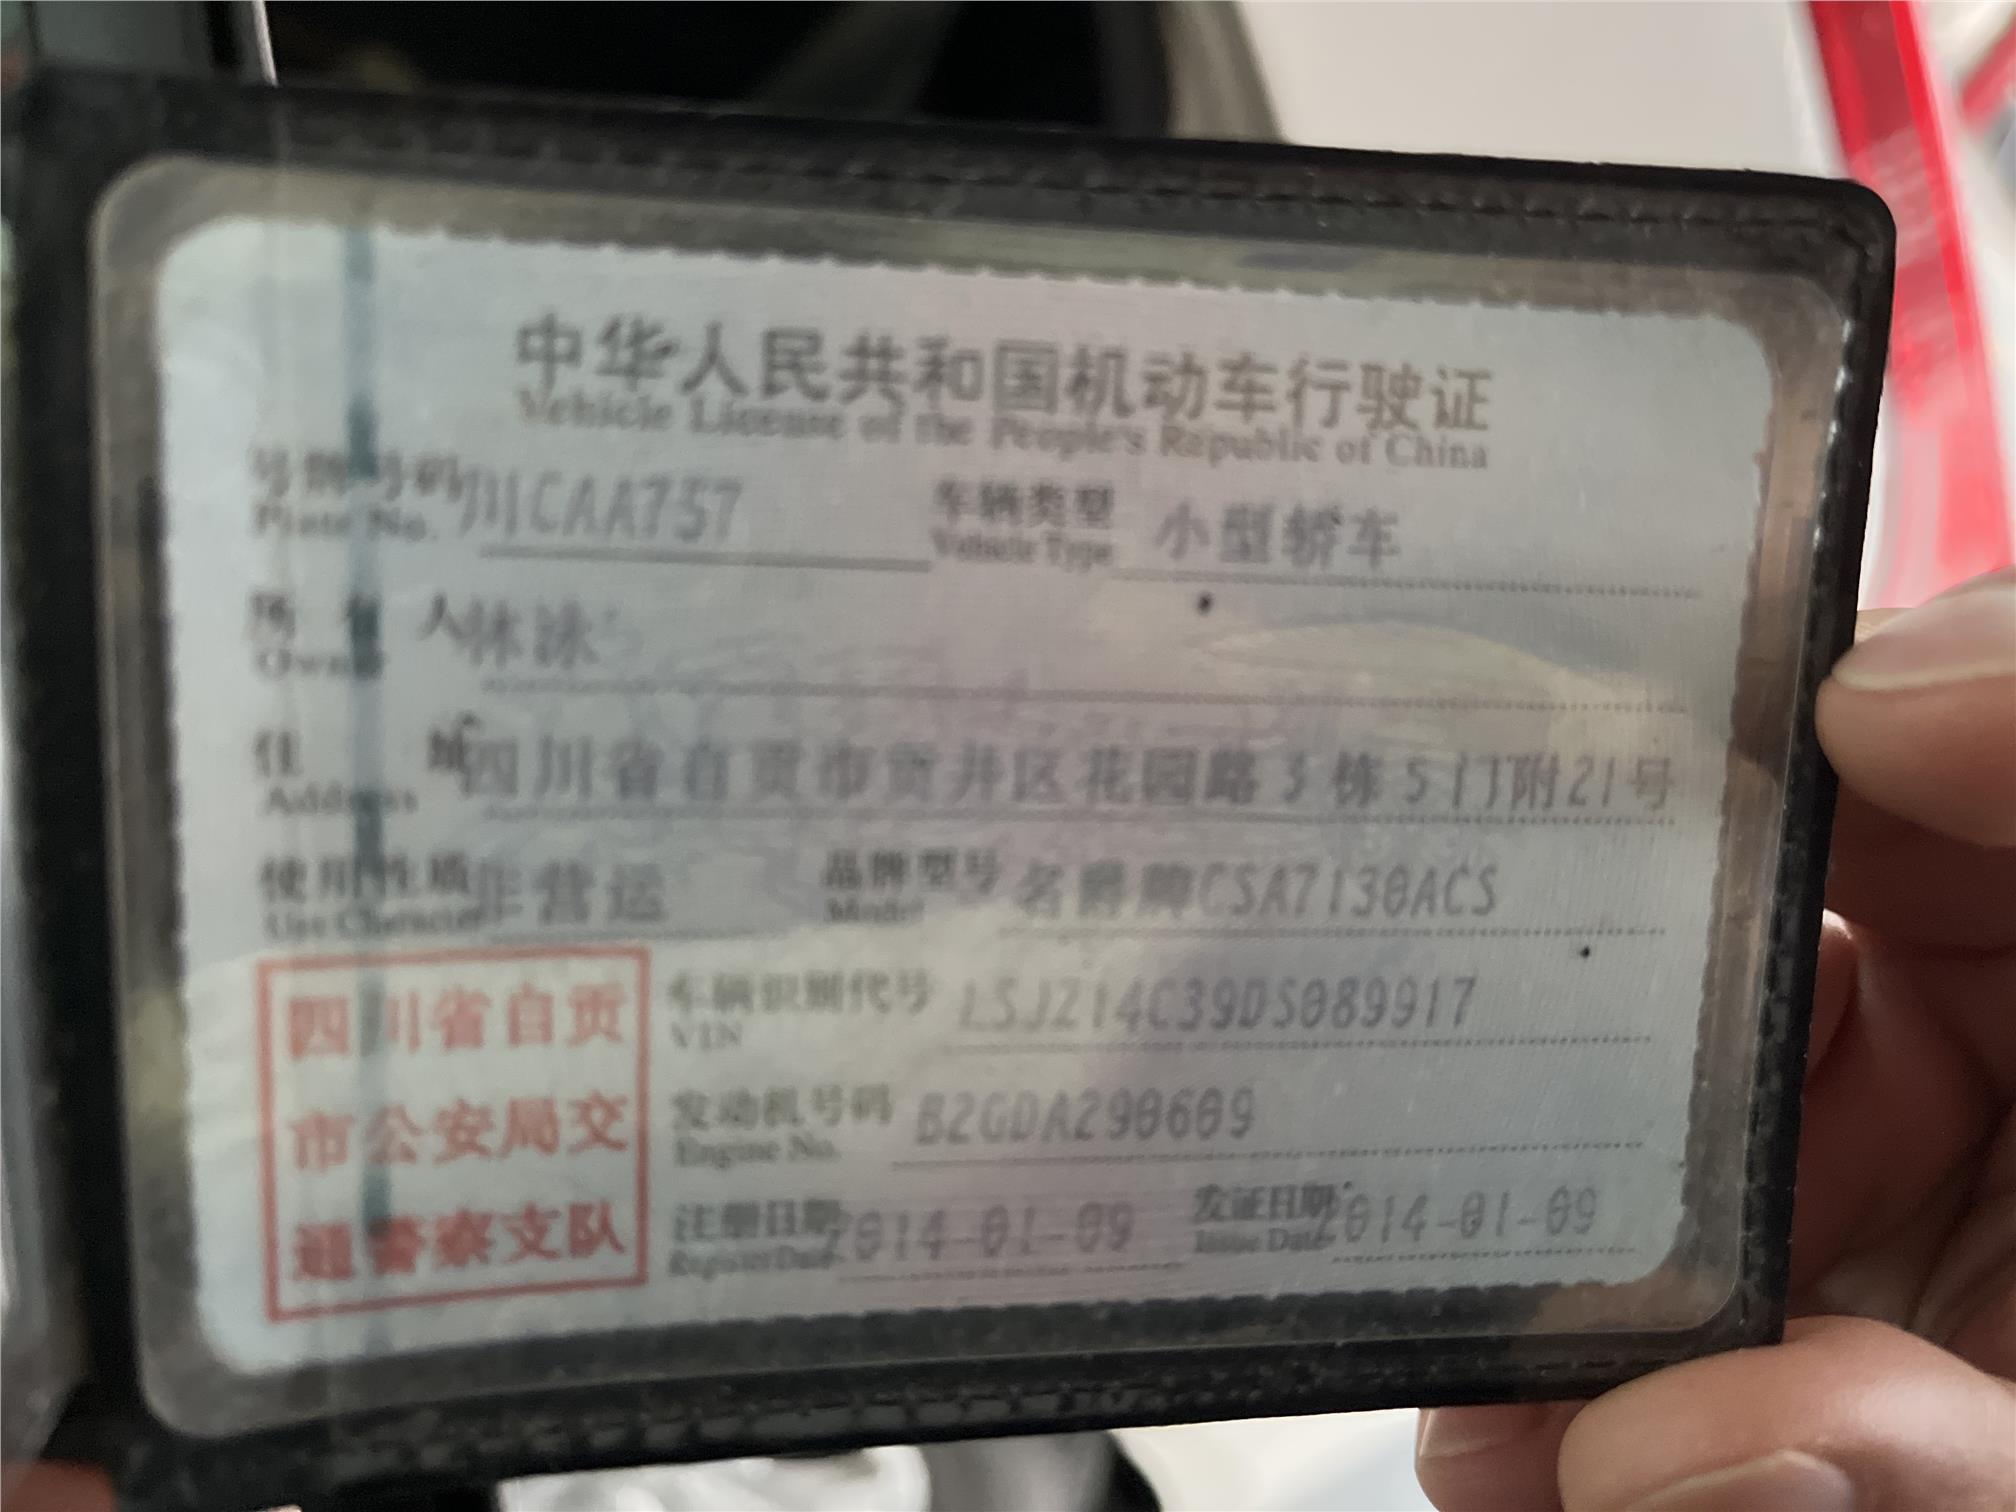 中华人民共和国机动车行驶证
Vehicle License of the People's Republic of China
号牌号码 川CAA757 车辆类型 小型轿车
Plate No. Vehicle Type
所有人 林泳
Owner
住址 四川省自贡市贡井区花园路3栋5门附21号
Address
使用性质 非营运 品牌型号 名爵牌CSA7130ACS
Use Character Model
车辆识别代号 LSJZ14C39DS089917
VIN
发动机号码 B2GDA290609
Engine No.
注册日期 2014-01-09 发证日期 2014-01-09
Register Date Issue Date
四川省自贡
市公安局交
通警察支队